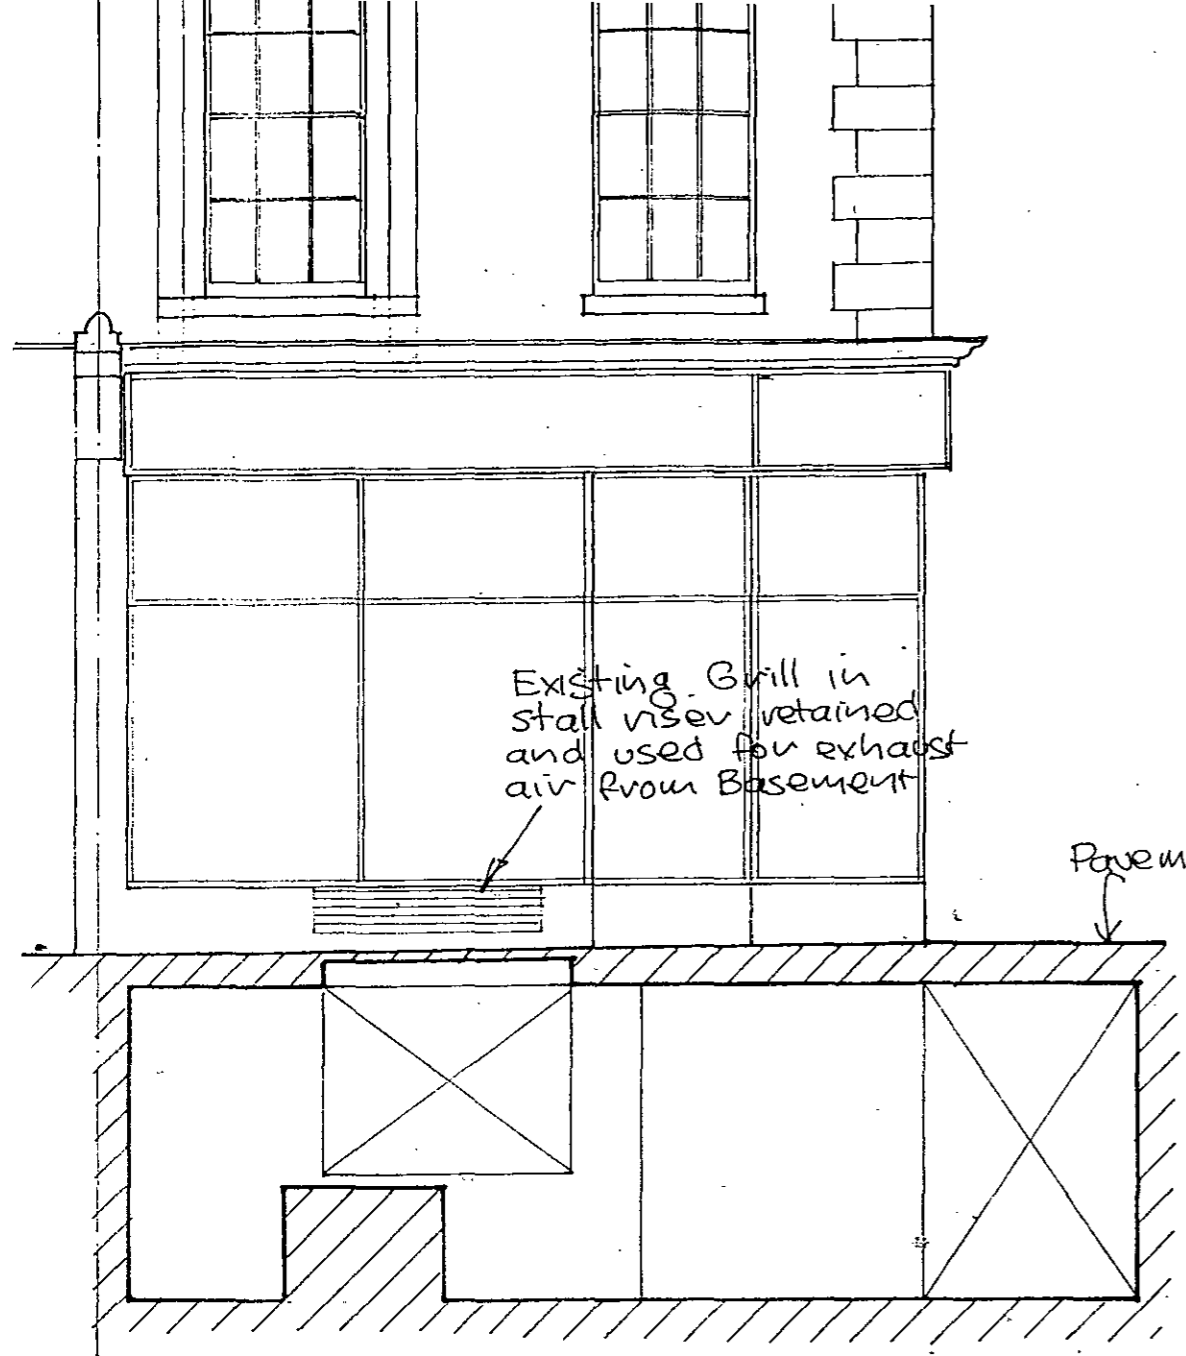 Existing Grill in
stall riser retained
and used for exhaust
air from Basement
Pavem